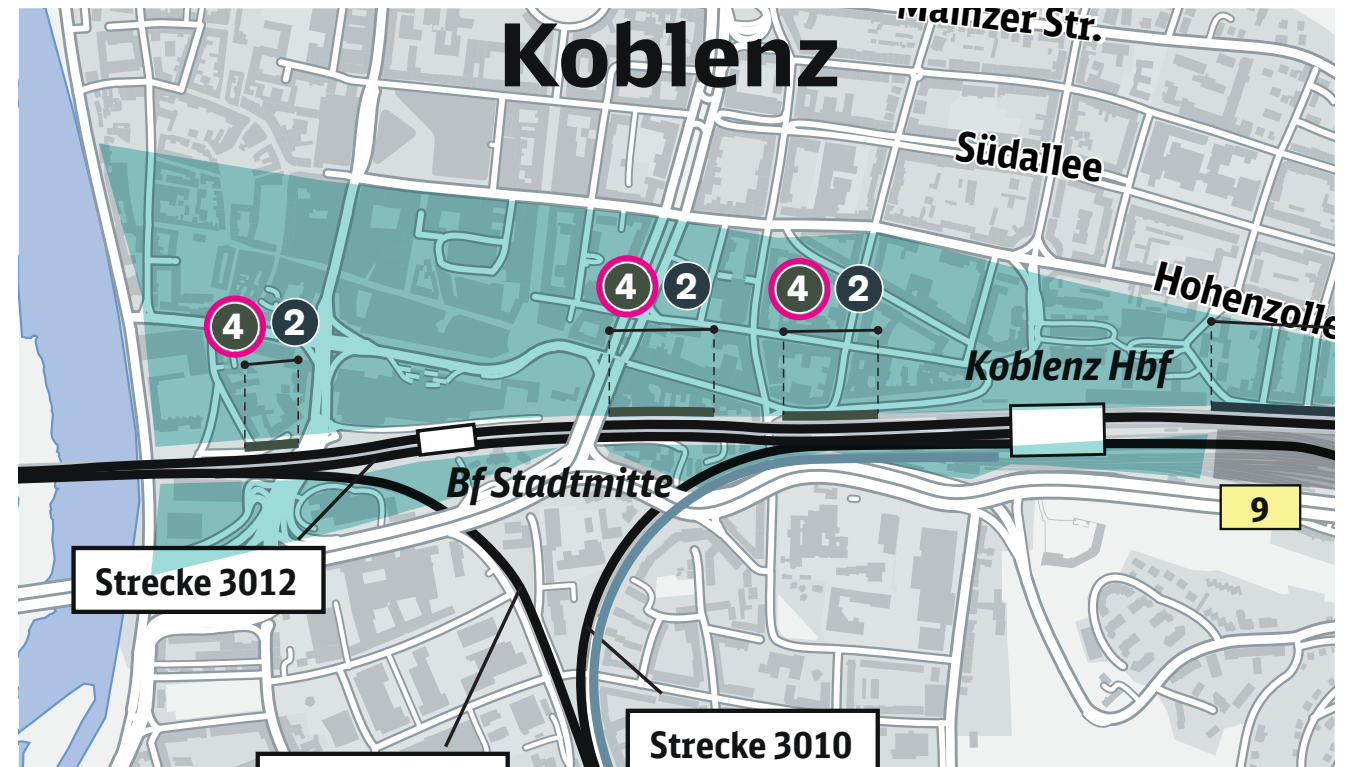 Mainzer Str.
Koblenz
Südallee
Hohenzolle
4 2
4 2
4 2
Koblenz Hbf
Bf Stadtmitte
9
Strecke 3012
Strecke 3010